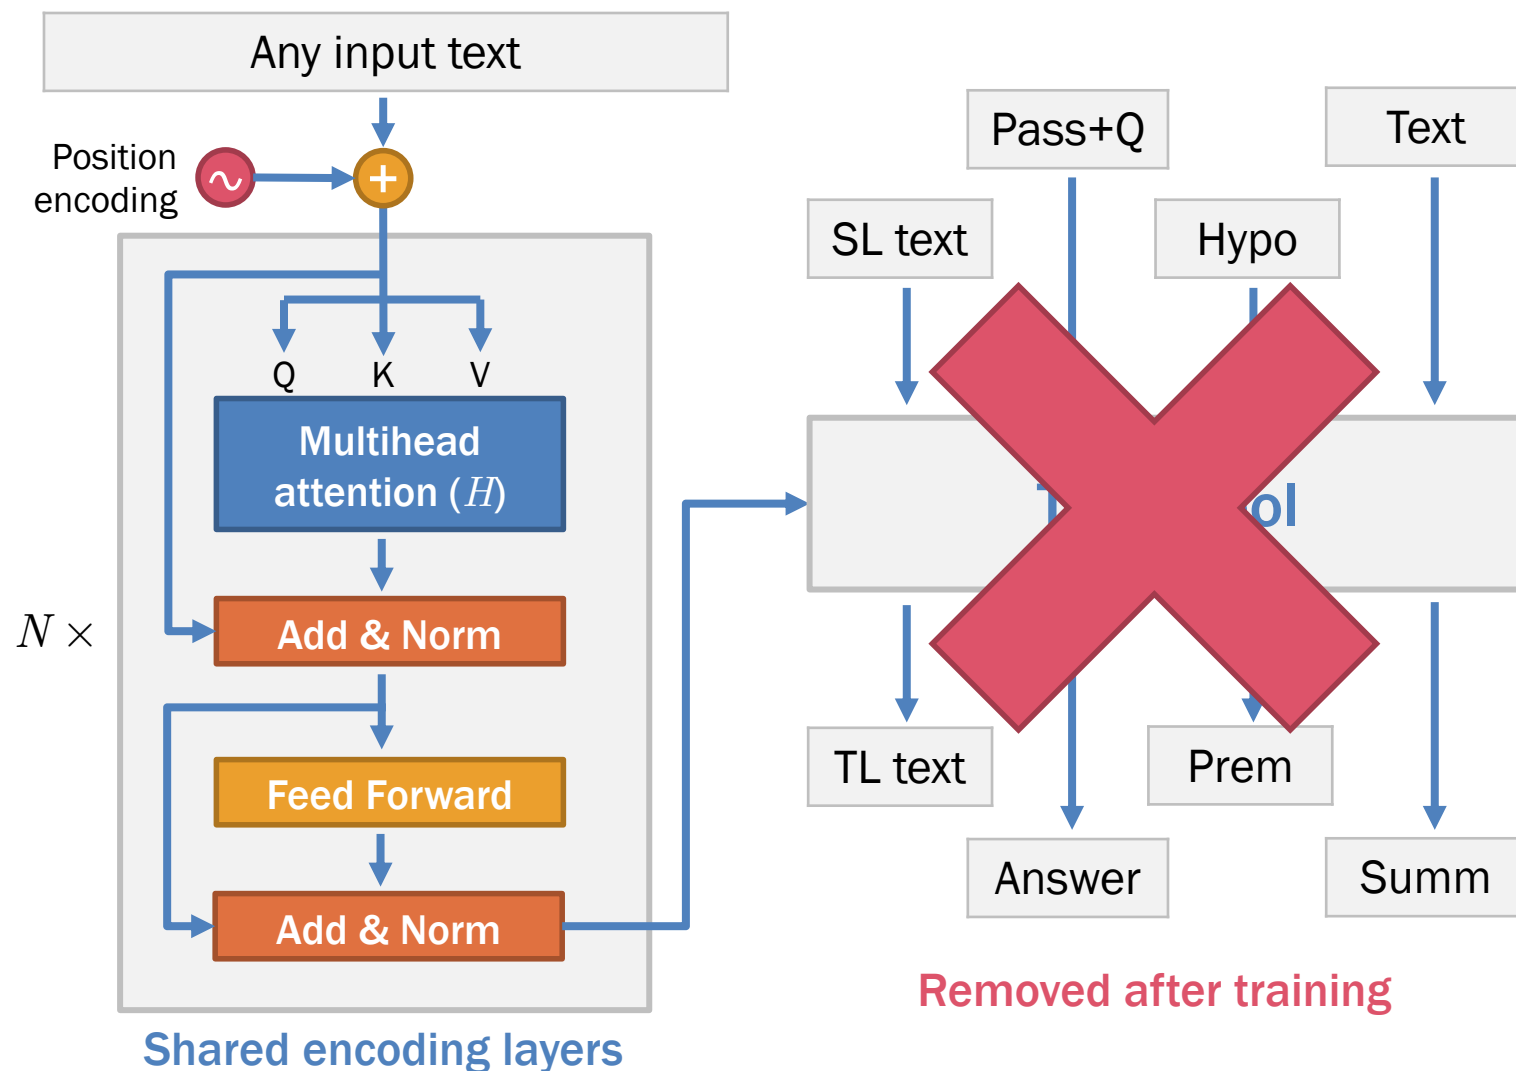 Any input text
Position
encoding
+
Q K V
Multihead
attention (H)
Add & Norm
N ×
Feed Forward
Add & Norm
Shared encoding layers
Pass+Q
Text
SL text
Hypo
TL text
Prem
Answer
Summ
Removed after training